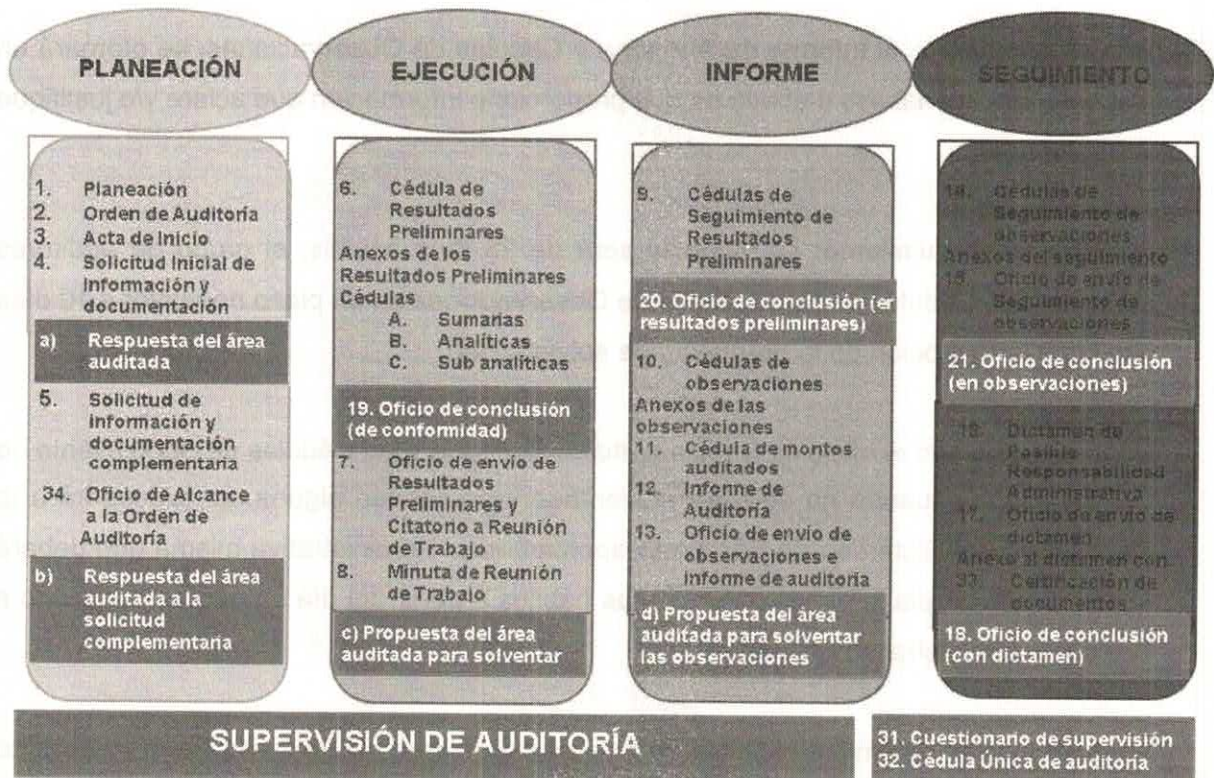 PLANEACIÓN
1. Planeación
2. Orden de Auditoría
3. Acta de Inicio
4. Solicitud Inicial de
Información y
documentación
a) Respuesta del área
auditada
5. Solicitud de
información y
documentación
complementaria
34. Oficio de Alcance
a la Orden de
Auditoría
b) Respuesta del área
auditada a la
solicitud
complementaria
EJECUCIÓN
6. Cédula de
Resultados
Preliminares
Anexos de los
Resultados Preliminares
Cédulas
A. Sumarias
B. Analíticas
C. Sub analíticas
19. Oficio de conclusión
(de conformidad)
7. Oficio de envío de
Resultados
Preliminares y
Citatorio a Reunión
de Trabajo
8. Minuta de Reunión
de Trabajo
c) Propuesta del área
auditada para solventar
INFORME
9. Cédulas de
Seguimiento de
Resultados
Preliminares
20. Oficio de conclusión (er
resultados preliminares)
10. Cédulas de
observaciones
Anexos de las
observaciones
11. Cédula de montos
auditados
12. Informe de
Auditoría
13. Oficio de envío de
observaciones e
informe de auditoría
d) Propuesta del área
auditada para solventar
las observaciones
SEGUIMIENTO
Cédulas de
Seguimiento de
observaciones
Anexos del seguimiento
15. Oficio de envío de
Seguimiento de
observaciones
21. Oficio de conclusión
(en observaciones)
Dictamen de
Posible
Responsabilidad
Administrativa
17. Oficio de envío de
dictamen
Anexo al dictamen con
33. Certificación de
documentos
18. Oficio de conclusión
(con dictamen)
SUPERVISIÓN DE AUDITORÍA
31. Cuestionario de supervisión
32. Cédula Única de auditoría